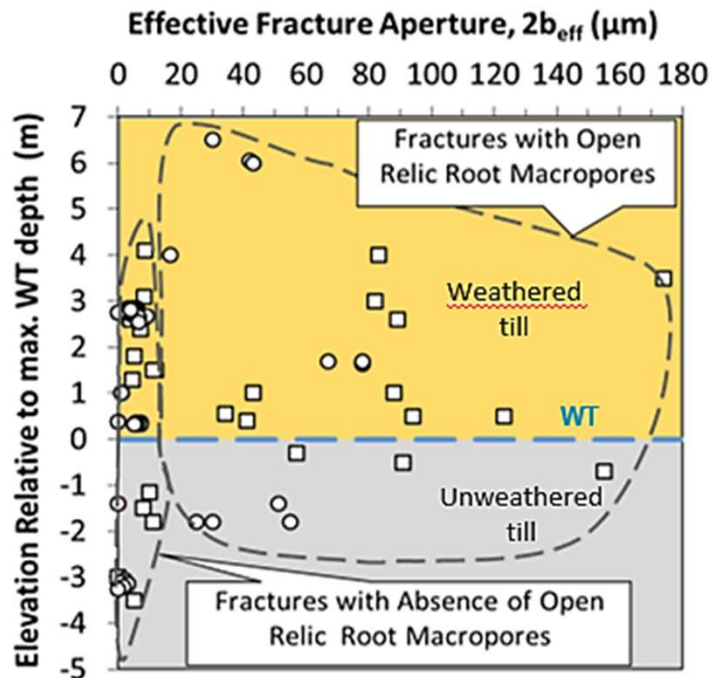 Effective Fracture Aperture, 2beff (µm)
0 20 40 60 80 100 120 140 160 180
Elevation Relative to max. WT depth (m)
7
6
5
4
3
2
1
0
-1
-2
-3
-4
-5
Fractures with Open
Relic Root Macropores
Weathered
till
WT
Unweathered
till
Fractures with Absence of Open
Relic Root Macropores